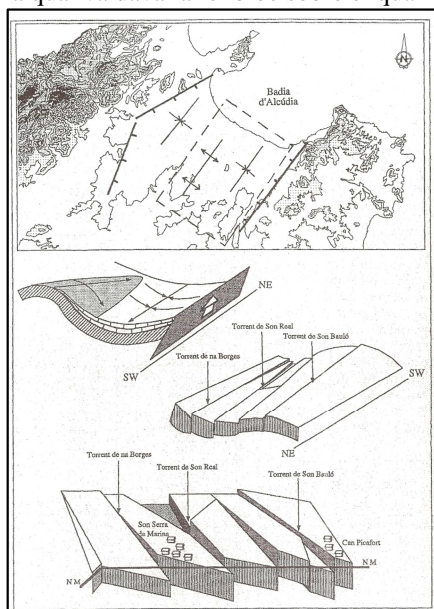 Badia
d'Alcúdia
NE
SW
Torrent de Son Real
Torrent de Son Bauló
Torrent de na Borges
SW
NE
Torrent de na Borges
Torrent de Son Real
Torrent de Son Bauló
Son Serra
de Marina
Can Picafort
N M
N M